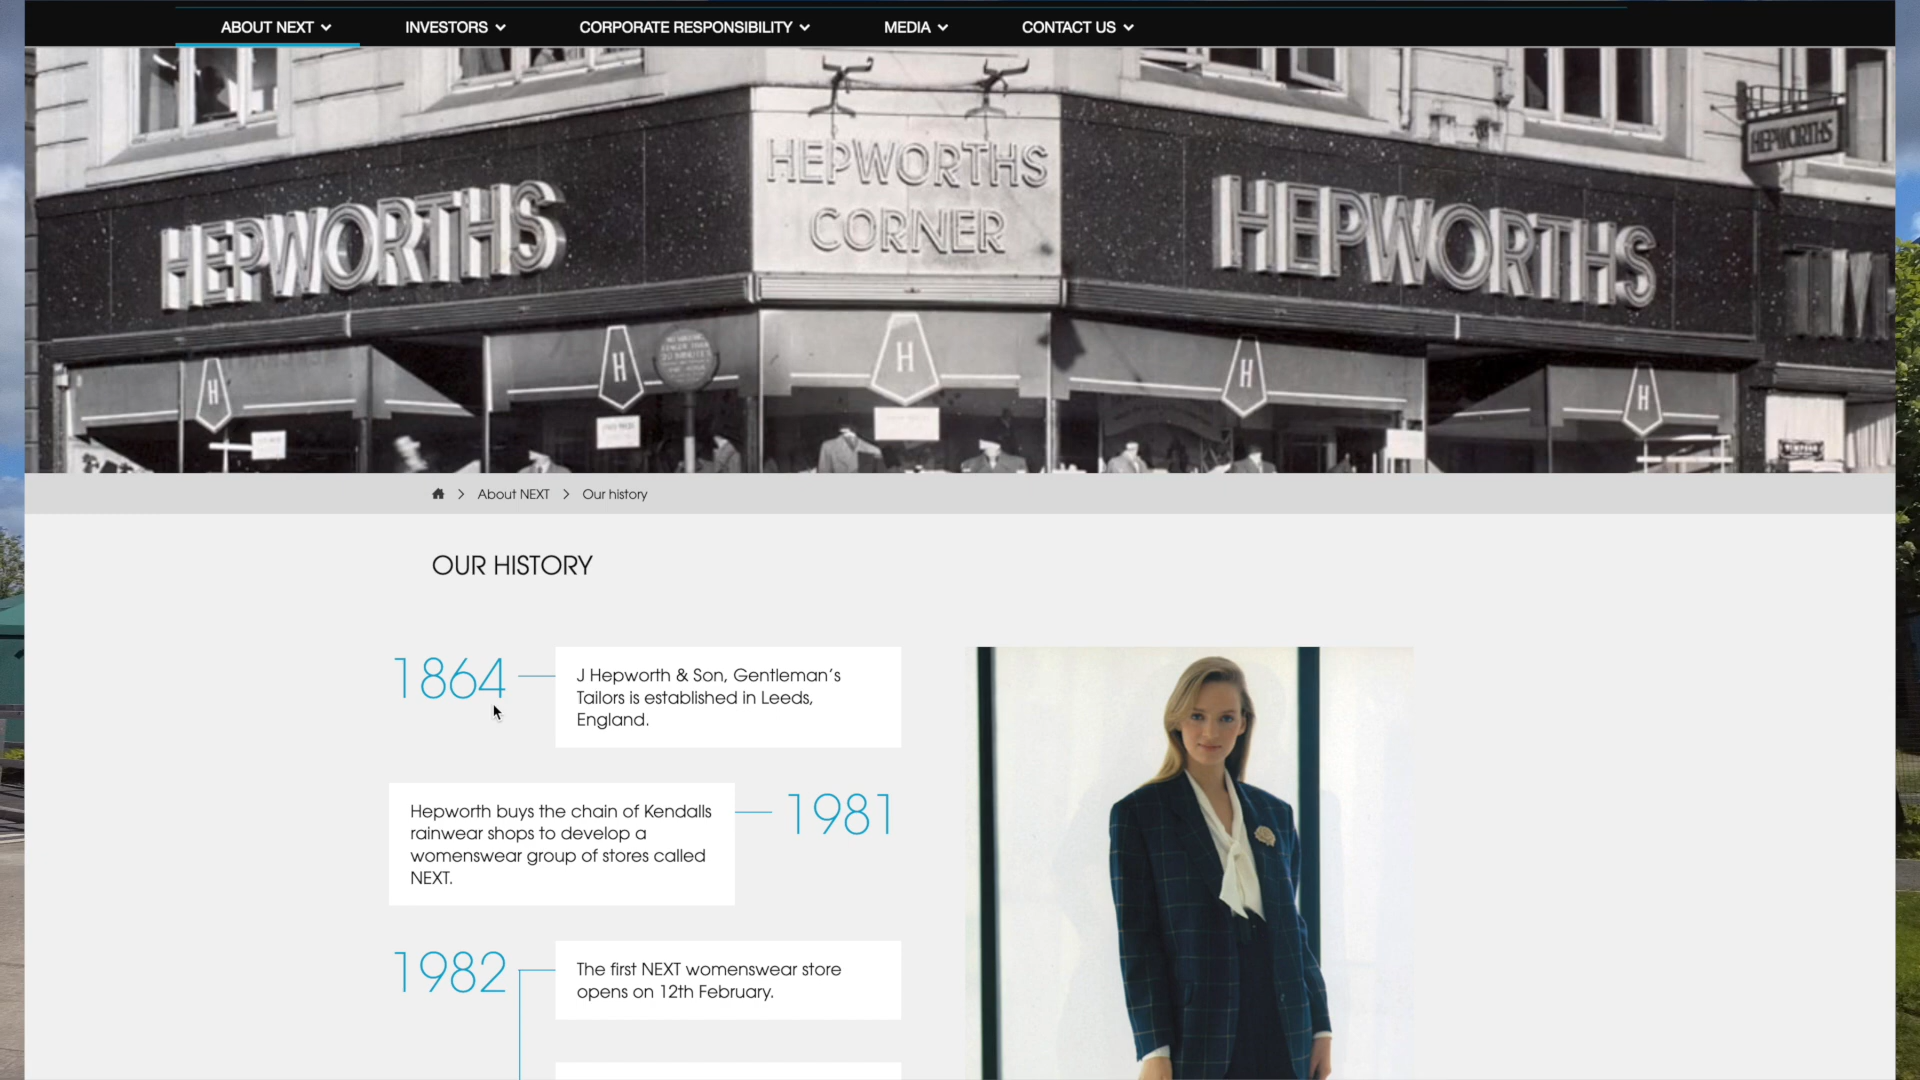 ABOUT NEXT INVESTORS CORPORATE RESPONSIBILITY MEDIA CONTACT US
HEPWORTHS
HEPWORTHS
CORNER
HEPWORTHS
HEPWORTHS
H
H
H
H
H
About NEXT > Our history
OUR HISTORY
1864
J Hepworth & Son, Gentleman's
Tailors is established in Leeds,
England.
Hepworth buys the chain of Kendalls
rainwear shops to develop a
womenswear group of stores called
NEXT.
1981
1982
The first NEXT womenswear store
opens on 12th February.